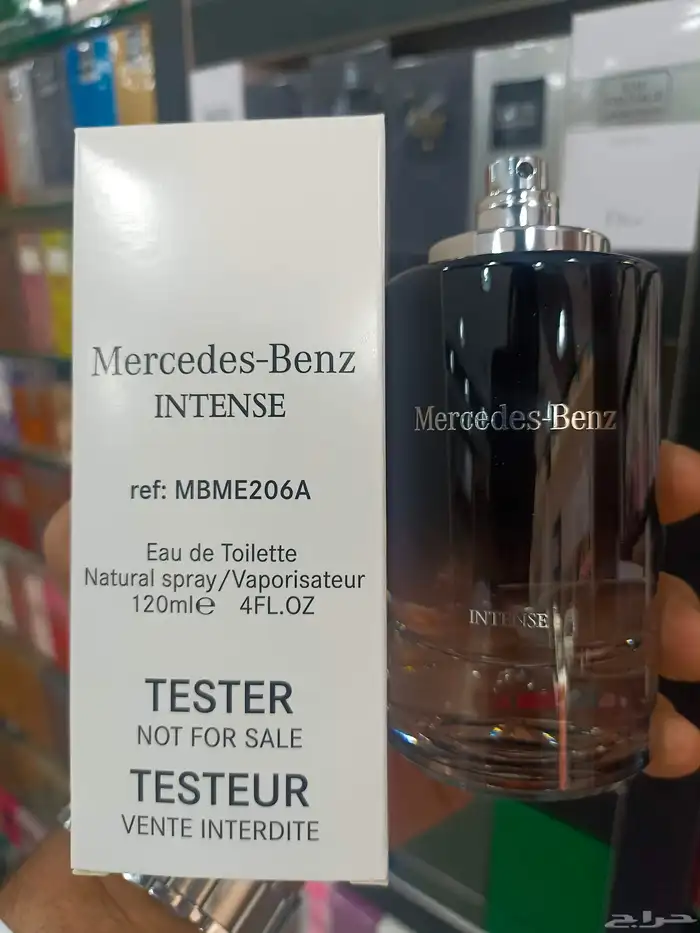 Mercedes-Benz
INTENSE
ref: MBME206A
Eau de Toilette
Natural spray/Vaporisateur
120ml℮ 4FL.OZ
TESTER
NOT FOR SALE
TESTEUR
VENTE INTERDITE
Mercedes-Benz
INTENSE
حراج